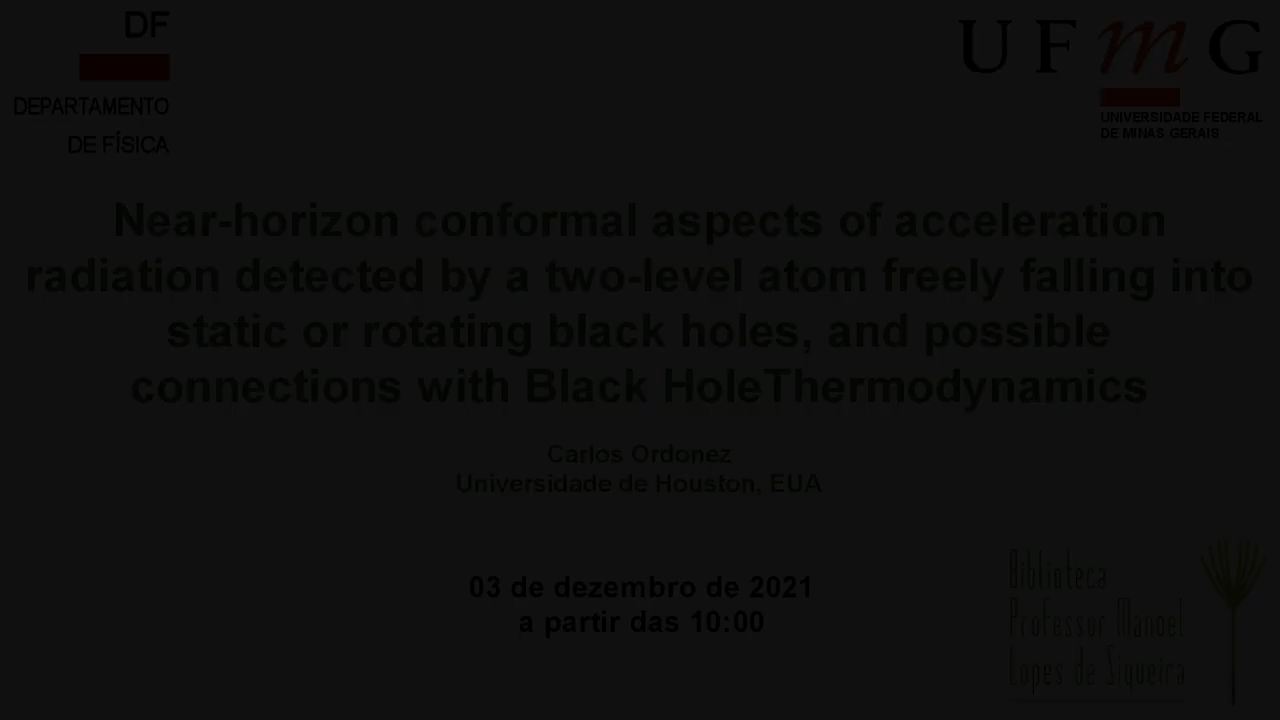 DF
DEPARTAMENTO
DE FÍSICA
UFmG
UNIVERSIDADE FEDERAL
DE MINAS GERAIS
Near-horizon conformal aspects of acceleration
radiation detected by a two-level atom freely falling into
static or rotating black holes, and possible
connections with Black HoleThermodynamics
Carlos Ordonez
Universidade de Houston, EUA
03 de dezembro de 2021
a partir das 10:00
Biblioteca
Professor Manoel
Lopes de Siqueira